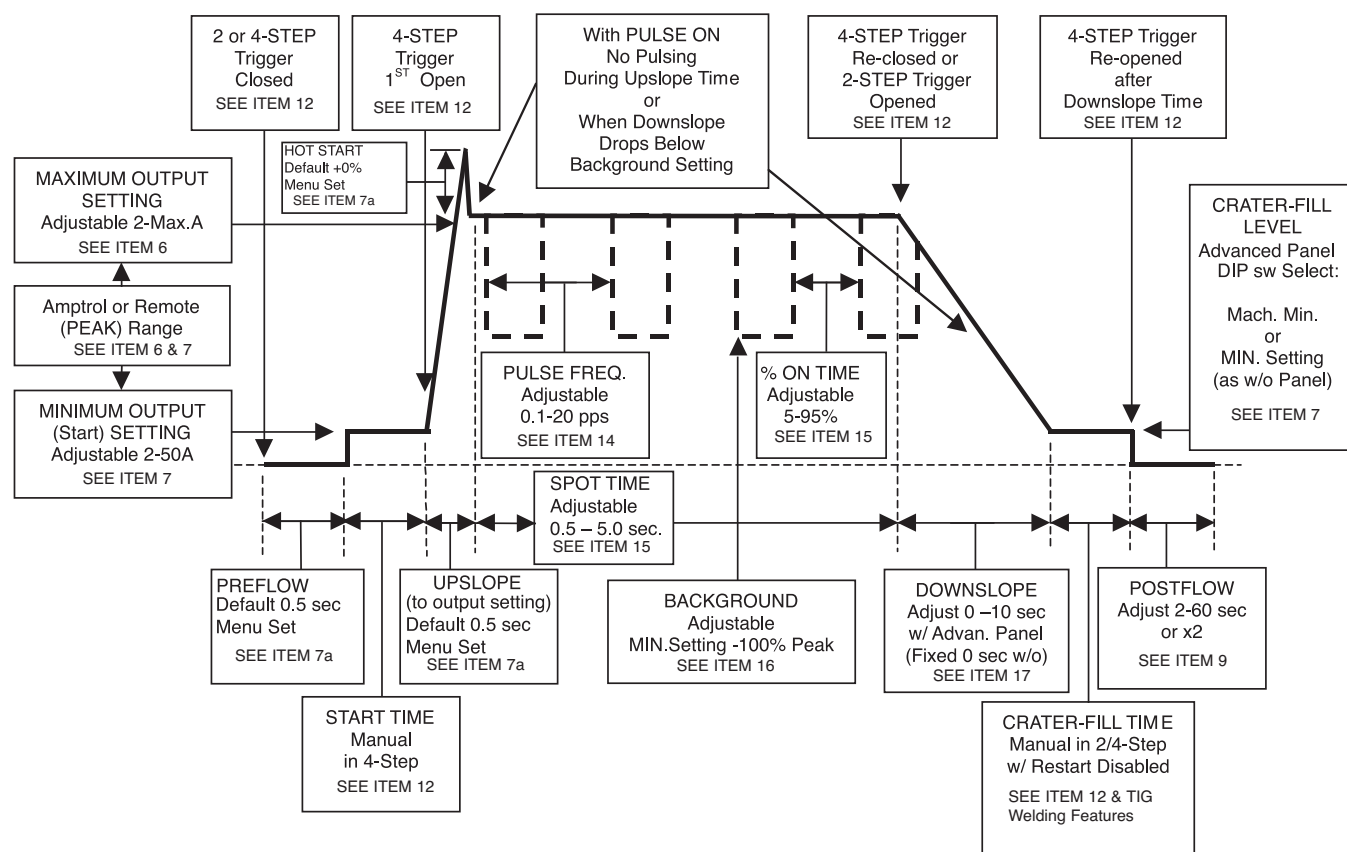 2 or 4-STEP
Trigger
Closed
SEE ITEM 12
4-STEP
Trigger
1ST Open
SEE ITEM 12
With PULSE ON
No Pulsing
During Upslope Time
or
When Downslope
Drops Below
Background Setting
4-STEP Trigger
Re-closed or
2-STEP Trigger
Opened
SEE ITEM 12
4-STEP Trigger
Re-opened
after
Downslope Time
SEE ITEM 12
HOT START
Default +0%
Menu Set
SEE ITEM 7a
MAXIMUM OUTPUT
SETTING
Adjustable 2-Max.A
SEE ITEM 6
Amptrol or Remote
(PEAK) Range
SEE ITEM 6 & 7
MINIMUM OUTPUT
(Start) SETTING
Adjustable 2-50A
SEE ITEM 7
CRATER-FILL
LEVEL
Advanced Panel
DIP sw Select:
Mach. Min.
or
MIN. Setting
(as w/o Panel)
SEE ITEM 7
PULSE FREQ.
Adjustable
0.1-20 pps
SEE ITEM 14
% ON TIME
Adjustable
5-95%
SEE ITEM 15
SPOT TIME
Adjustable
0.5 – 5.0 sec.
SEE ITEM 15
PREFLOW
Default 0.5 sec
Menu Set
SEE ITEM 7a
UPSLOPE
(to output setting)
Default 0.5 sec
Menu Set
SEE ITEM 7a
BACKGROUND
Adjustable
MIN.Setting -100% Peak
SEE ITEM 16
DOWNSLOPE
Adjust 0 –10 sec
w/ Advan. Panel
(Fixed 0 sec w/o)
SEE ITEM 17
POSTFLOW
Adjust 2-60 sec
or x2
SEE ITEM 9
START TIME
Manual
in 4-Step
SEE ITEM 12
CRATER-FILL TIME
Manual in 2/4-Step
w/ Restart Disabled
SEE ITEM 12 & TIG
Welding Features